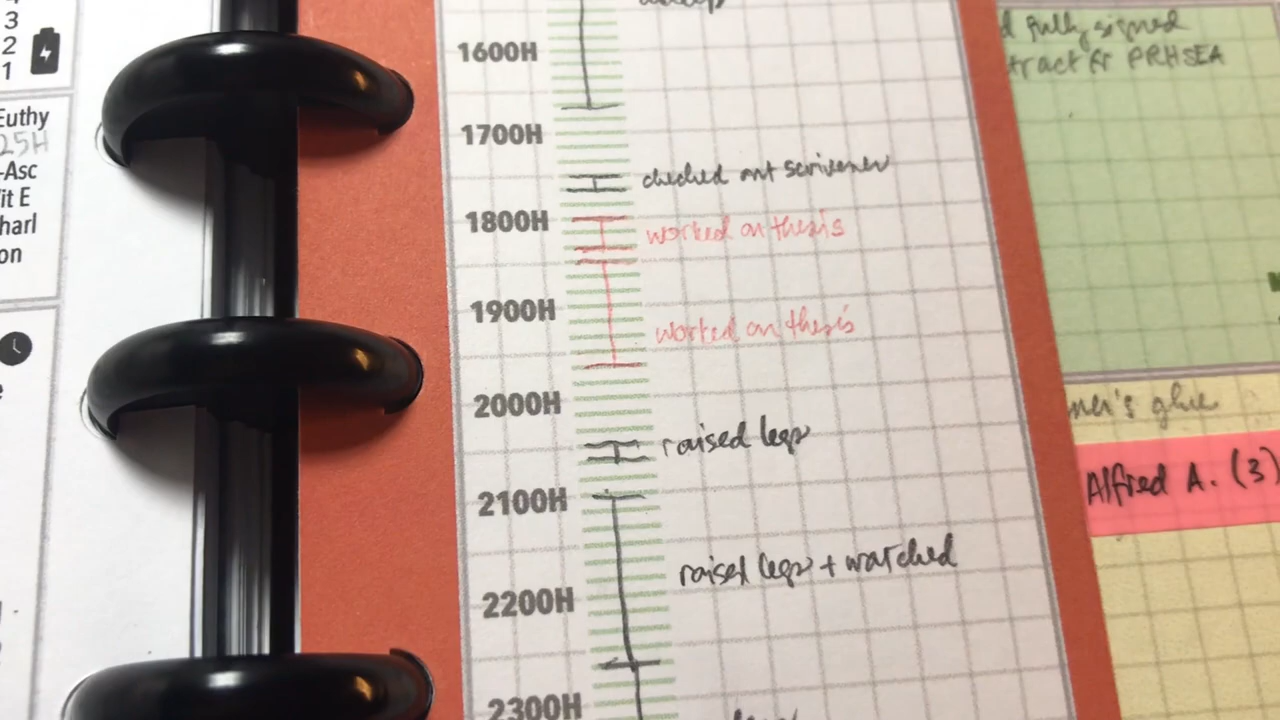 3
2
1
Euthy
25H
-Asc
it E
harl
on
1600H
1700H
checked out scrivener
1800H
worked on thesis
1900H
worked on thesis
2000H
raised legs
2100H
raised legs + watched
2200H
2300H
d fully signed
tract for PRHSEA
ner's glue
Alfred A. (3)